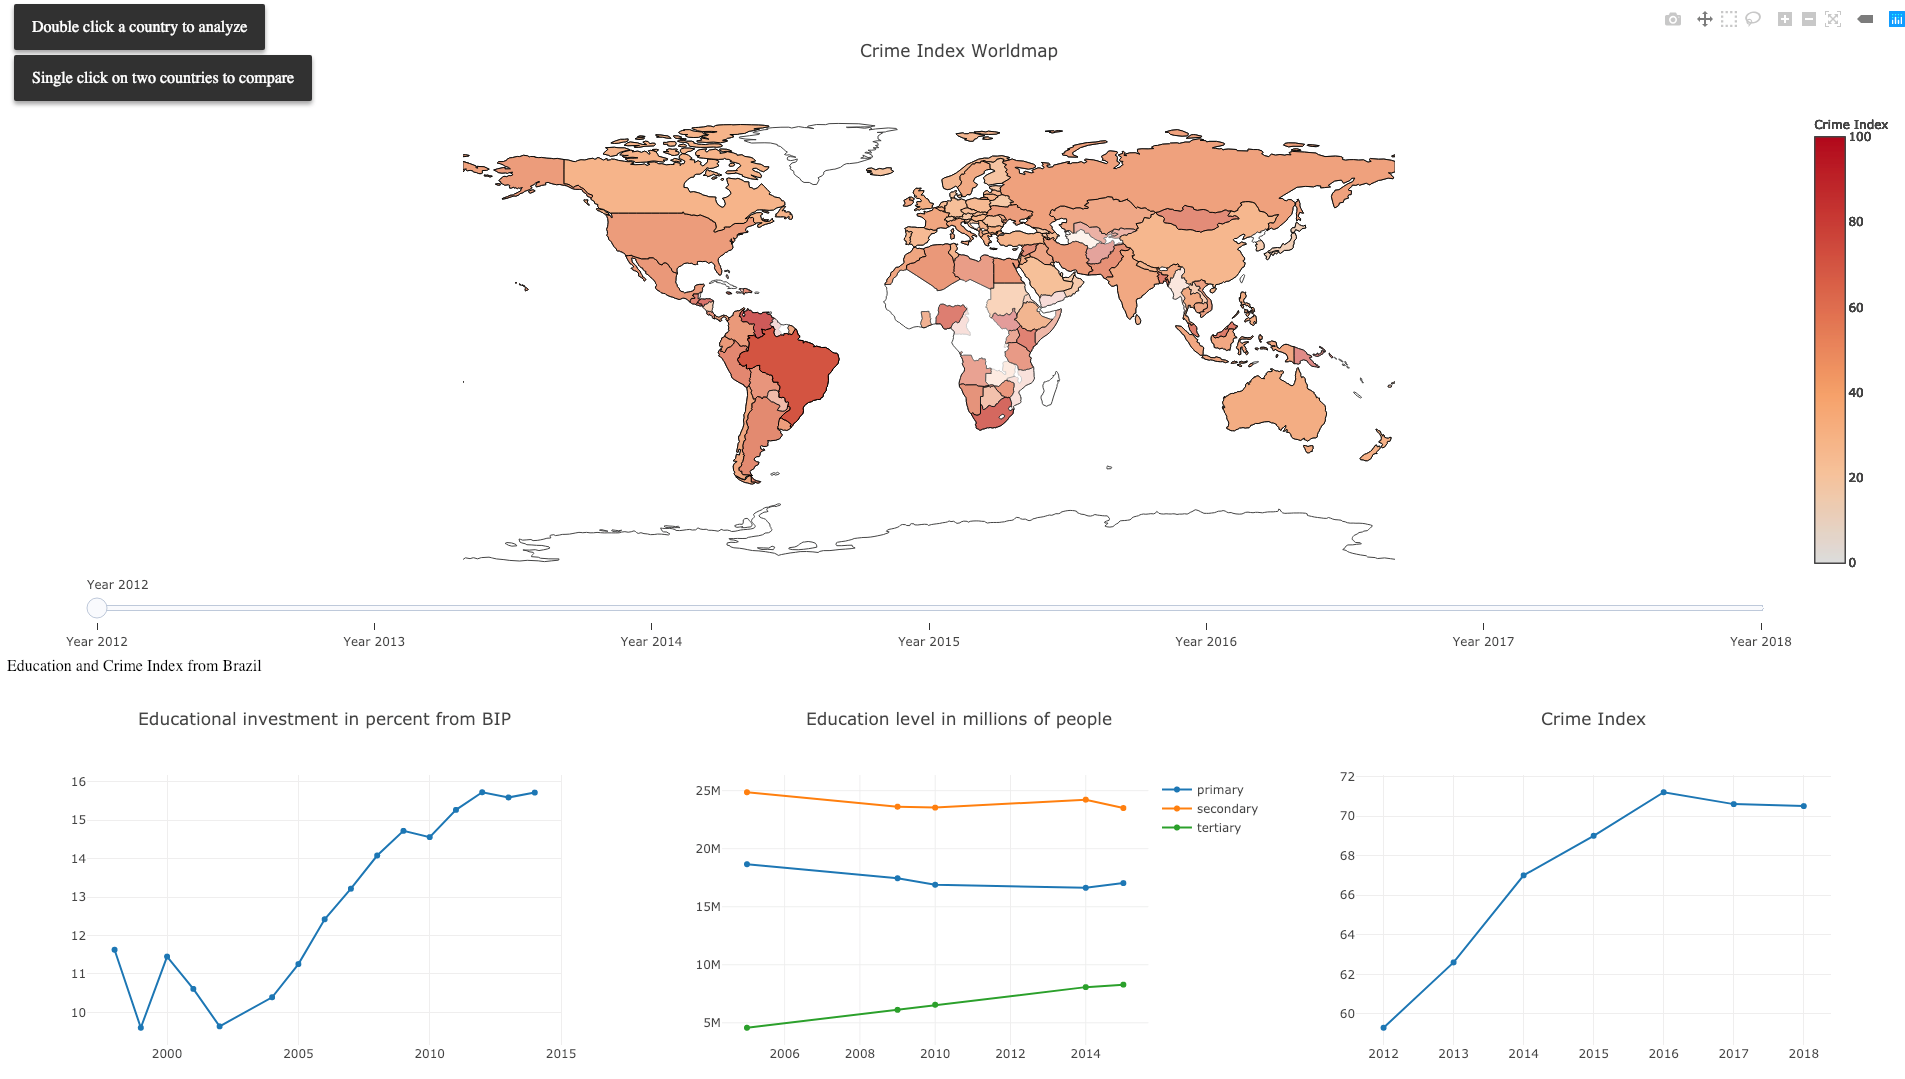 Double click a country to analyze
Single click on two countries to compare
Crime Index Worldmap
Crime Index
100
80
60
40
20
0
Year 2012
Year 2012 Year 2013 Year 2014 Year 2015 Year 2016 Year 2017 Year 2018
Education and Crime Index from Brazil
Educational investment in percent from BIP
16
15
14
13
12
11
10
2000 2005 2010 2015
Education level in millions of people
25M
20M
15M
10M
5M
2006 2008 2010 2012 2014
primary
secondary
tertiary
Crime Index
72
70
68
66
64
62
60
2012 2013 2014 2015 2016 2017 2018